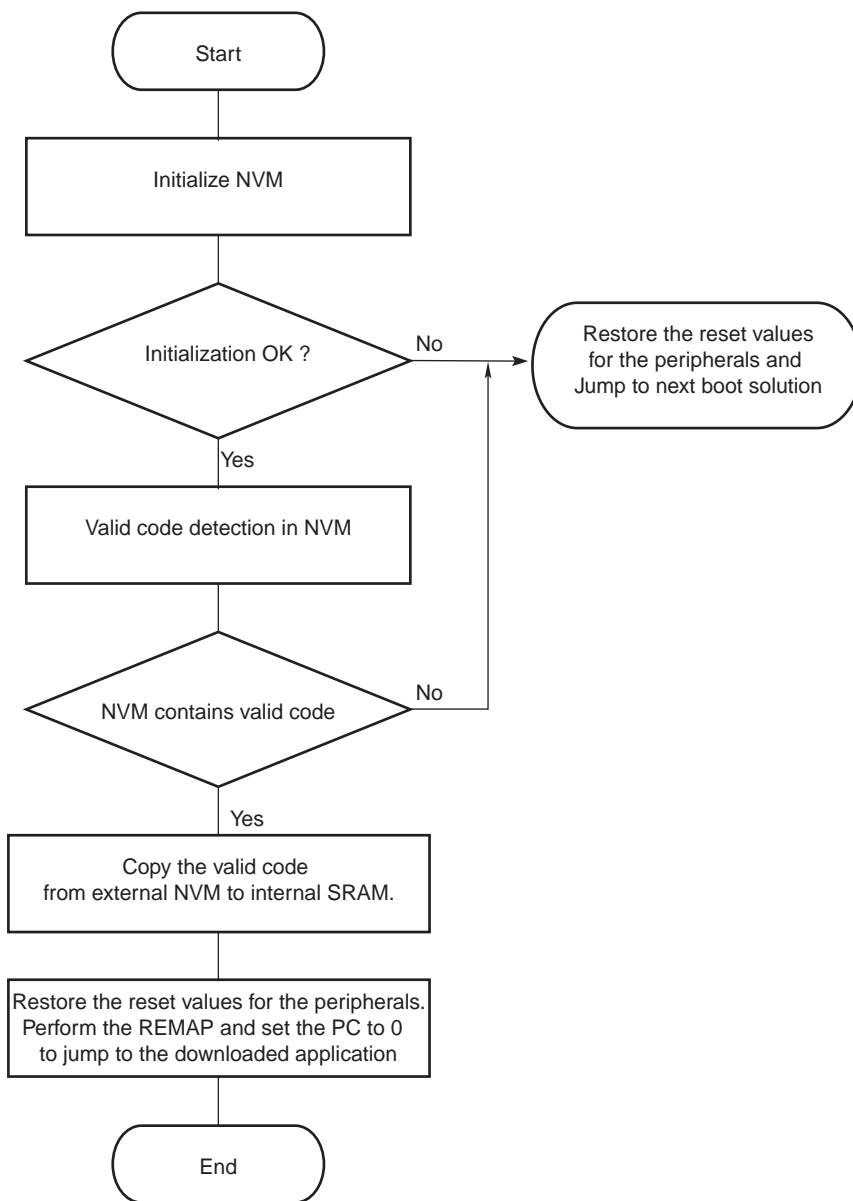 Start
Initialize NVM
Initialization OK ?
No
Restore the reset values
for the peripherals and
Jump to next boot solution
Yes
Valid code detection in NVM
NVM contains valid code
No
Yes
Copy the valid code
from external NVM to internal SRAM.
Restore the reset values for the peripherals.
Perform the REMAP and set the PC to 0
to jump to the downloaded application
End